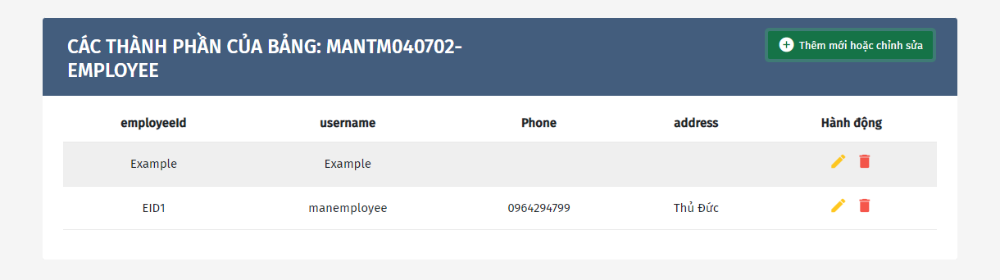 CÁC THÀNH PHẦN CỦA BẢNG: MANTM040702-
EMPLOYEE
Thêm mới hoặc chỉnh sửa
employeeId username Phone address Hành động
Example Example
EID1 manemployee 0964294799 Thủ Đức